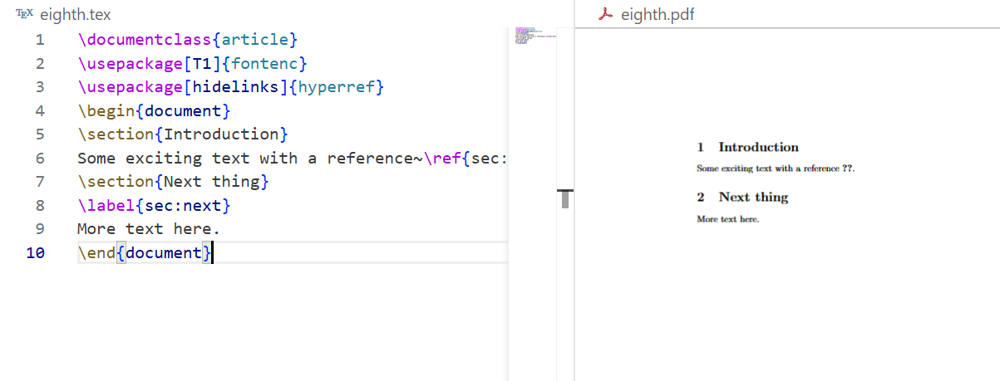 TEX eighth.tex
1 \documentclass{article}
2 \usepackage[T1]{fontenc}
3 \usepackage[hidelinks]{hyperref}
4 \begin{document}
5 \section{Introduction}
6 Some exciting text with a reference~\ref{sec:
7 \section{Next thing}
8 \label{sec:next}
9 More text here.
10 \end{document}
eighth.pdf
1 Introduction
Some exciting text with a reference ??.
2 Next thing
More text here.